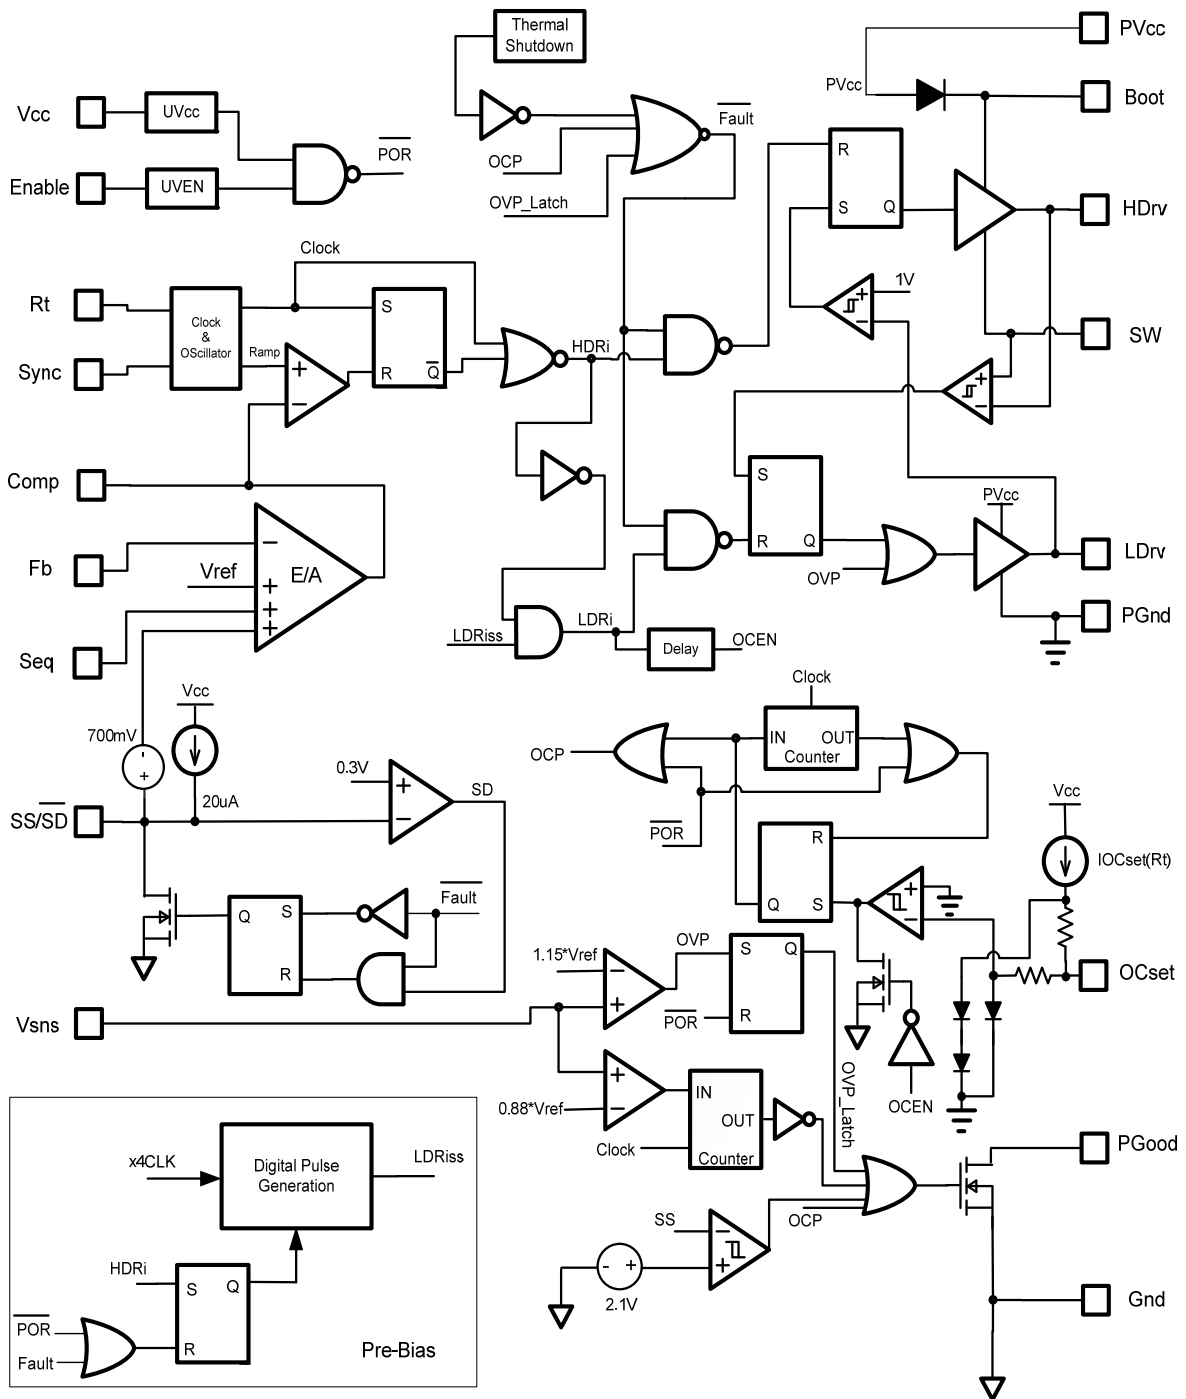 Thermal
Shutdown
PVcc
PVcc
Boot
Vcc
UVcc
POR
Fault
OCP
R
Enable
UVEN
OVP_Latch
S
Q
HDrv
Clock
1V
+
−
Rt
Clock
&
OScillator
S
HDRi
SW
Sync
Ramp
+
−
R
Q
+
−
Comp
S
PVcc
R
Q
LDrv
OVP
Fb
−
Vref
E/A
+
+
+
LDRi
PGnd
LDRiss
OCEN
Delay
Seq
Vcc
Clock
700mV
-
+
IN
OUT
Counter
OCP
0.3V
+
SD
−
20uA
Vcc
SS/SD
POR
R
IOCset(Rt)
Q
S
+
−
Fault
Q
S
R
OVP
1.15*Vref
−
+
S
Q
OCset
POR
R
Vsns
+
−
0.88*Vref
IN
OUT
Counter
Clock
OVP_Latch
OCEN
PGood
x4CLK
Digital Pulse
Generation
LDRiss
SS
−
+
OCP
-
+
2.1V
HDRi
S
Q
R
POR
Fault
Pre-Bias
Gnd